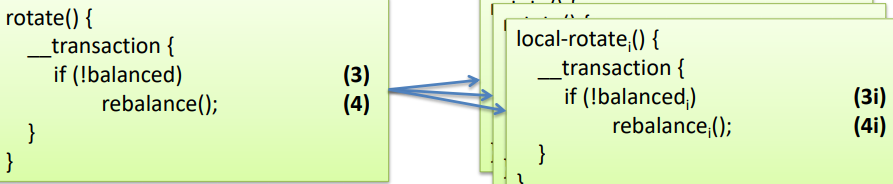 rotate() {
__transaction {
if (!balanced) (3)
rebalance(); (4)
}
}
local-rotateᵢ() {
__transaction {
if (!balancedᵢ) (3i)
rebalanceᵢ(); (4i)
}
}